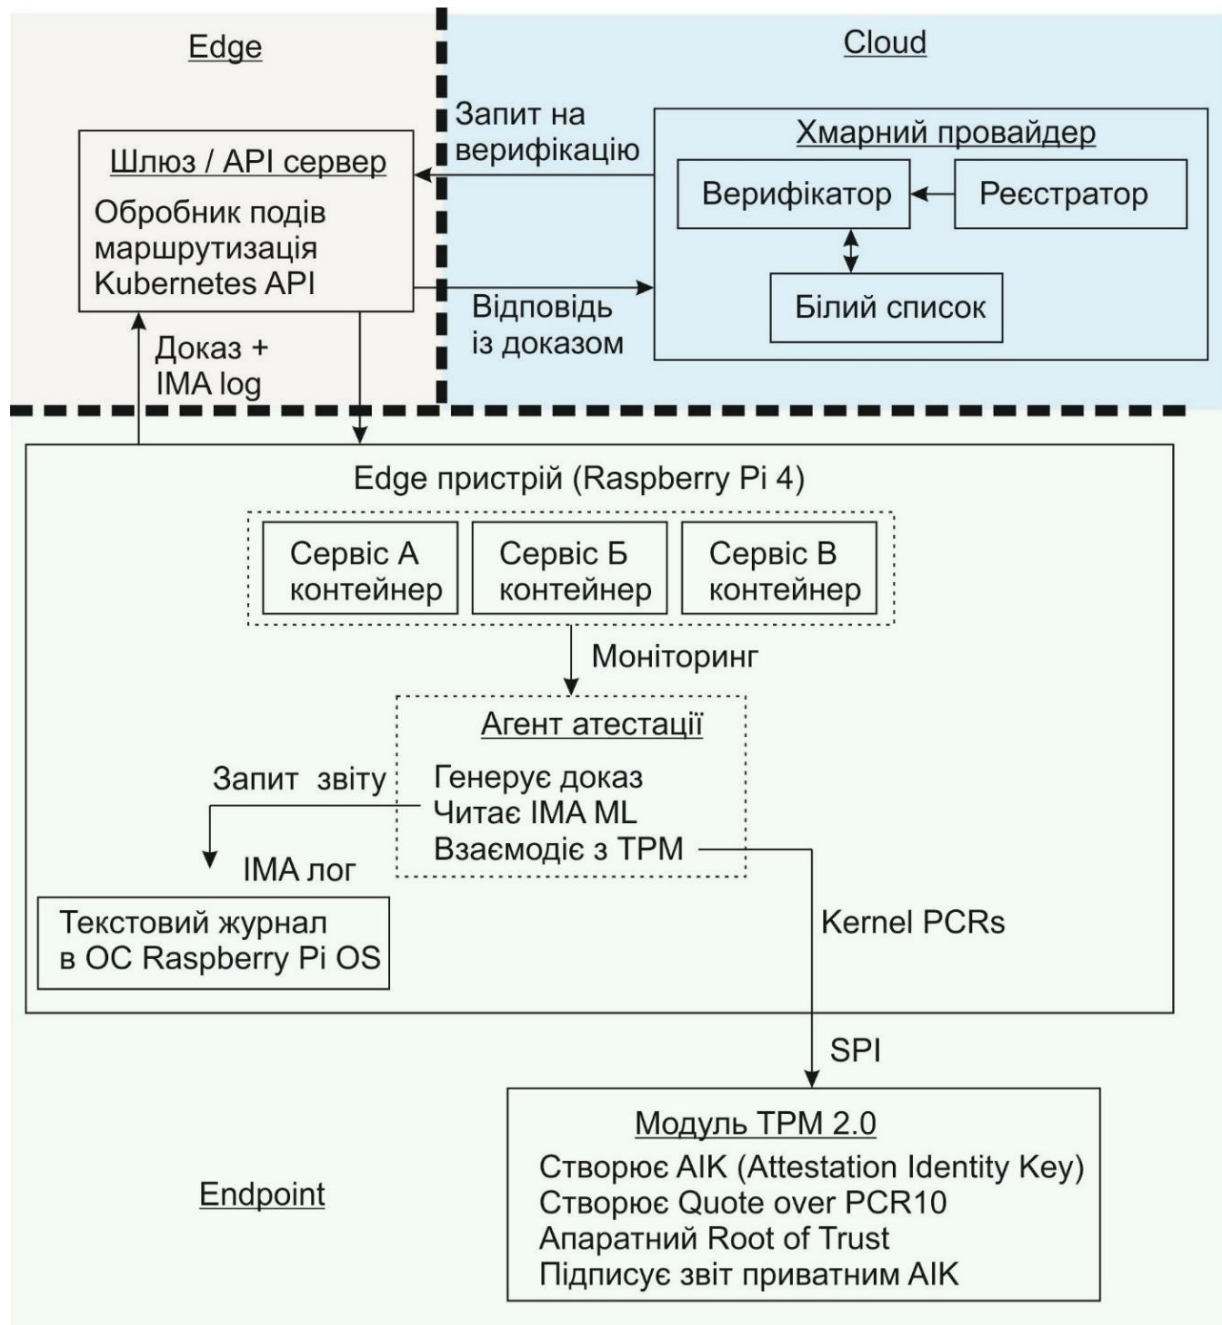 Edge
Cloud
Запит на
верифікацію
Хмарний провайдер
Шлюз / API сервер
Верифікатор
Реєстратор
Обробник подів
маршрутизація
Kubernetes API
Білий список
Відповідь
із доказом
Доказ +
IMA log
Edge пристрій (Raspberry Pi 4)
Сервіс А
контейнер
Сервіс Б
контейнер
Сервіс В
контейнер
Моніторинг
Агент атестації
Запит звіту
Генерує доказ
Читає IMA ML
Взаємодіє з TPM
IMA лог
Текстовий журнал
в ОС Raspberry Pi OS
Kernel PCRs
SPI
Модуль TPM 2.0
Створює AIK (Attestation Identity Key)
Створює Quote over PCR10
Апаратний Root of Trust
Підписує звіт приватним AIK
Endpoint